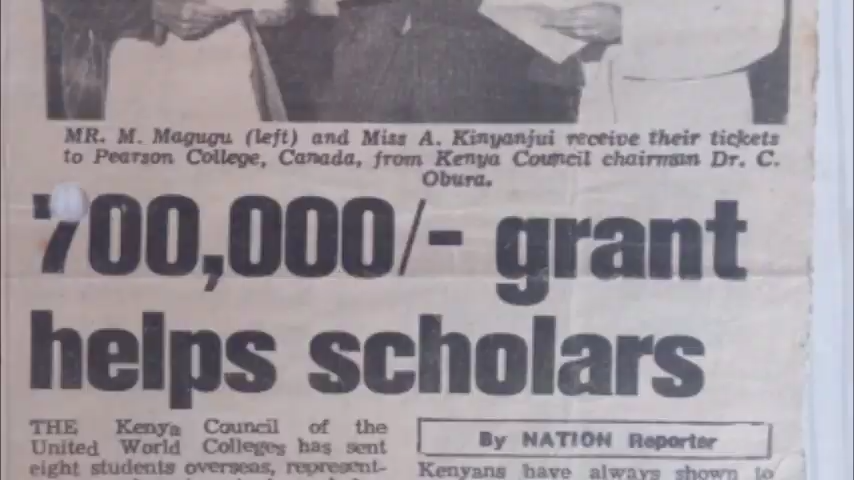 MR. M. Magugu (left) and Miss A. Kinyanjui receive their tickets
to Pearson College, Canada, from Kenya Council chairman Dr. C.
Obura.
700,000/- grant
helps scholars
THE Kenya Council of the
United World Colleges has sent
eight students overseas, represent-
By NATION Reporter
Kenyans have always shown to